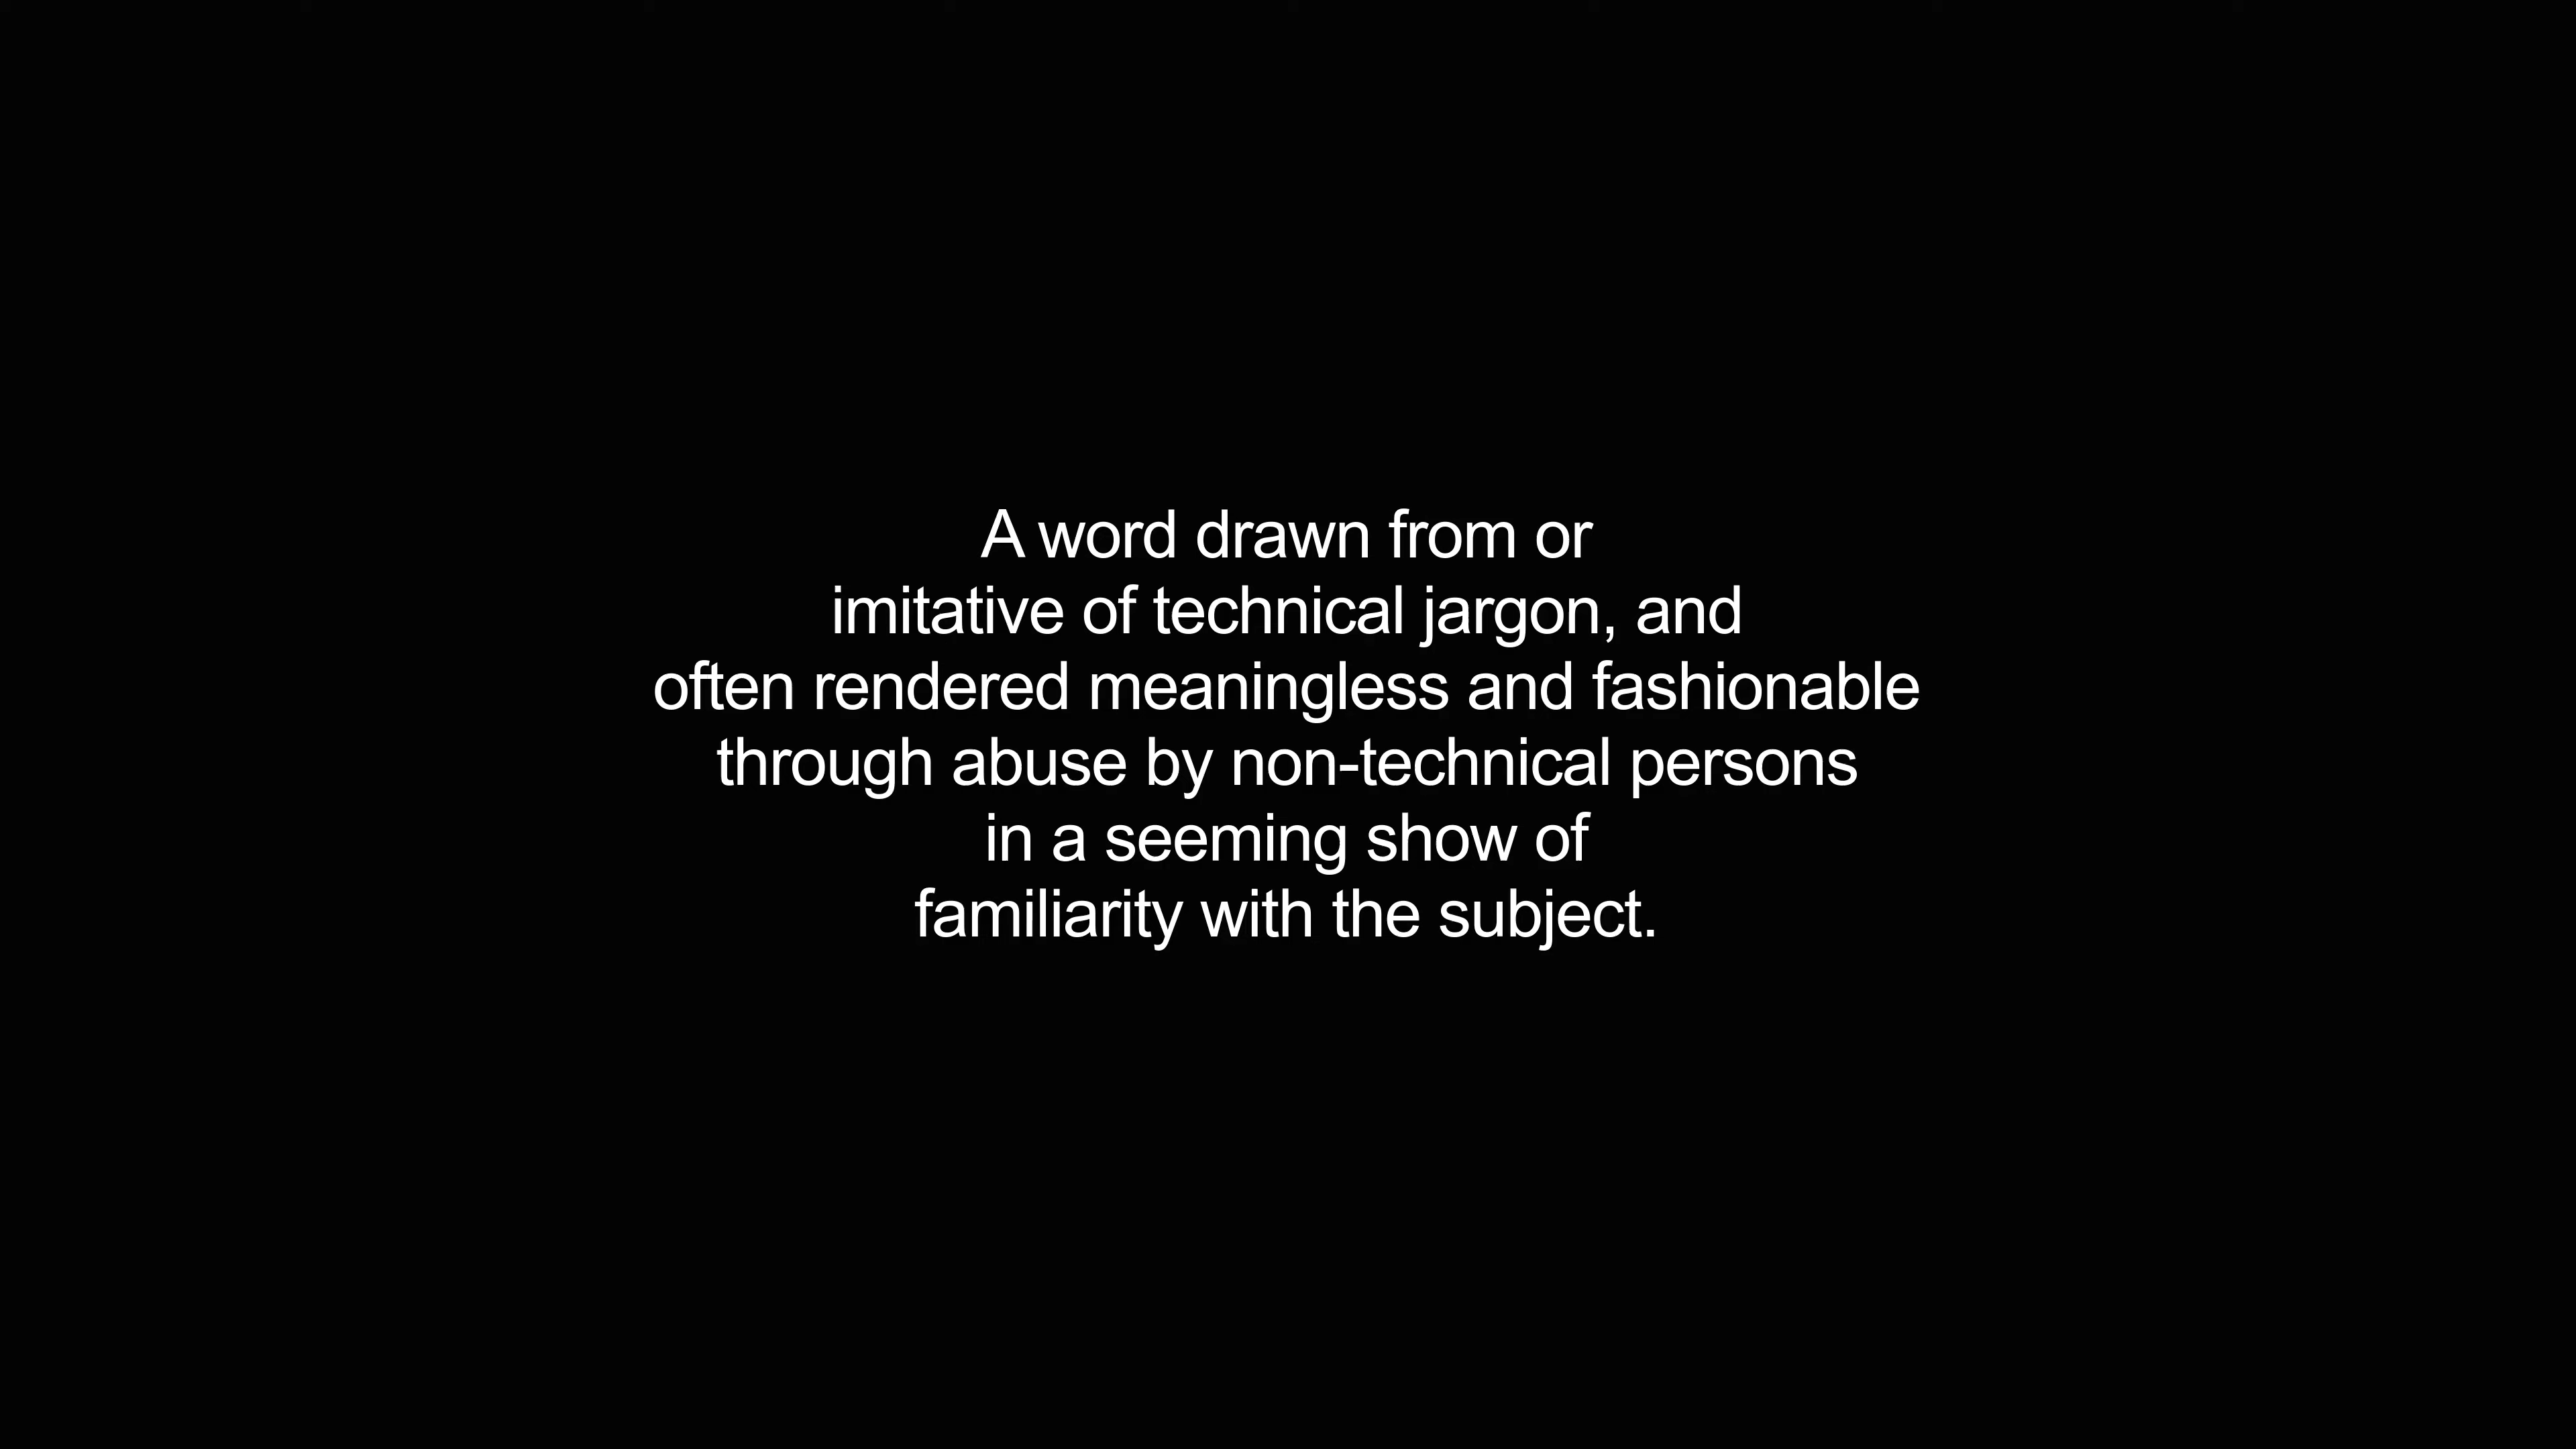 A word drawn from or
imitative of technical jargon, and
often rendered meaningless and fashionable
through abuse by non-technical persons
in a seeming show of
familiarity with the subject.